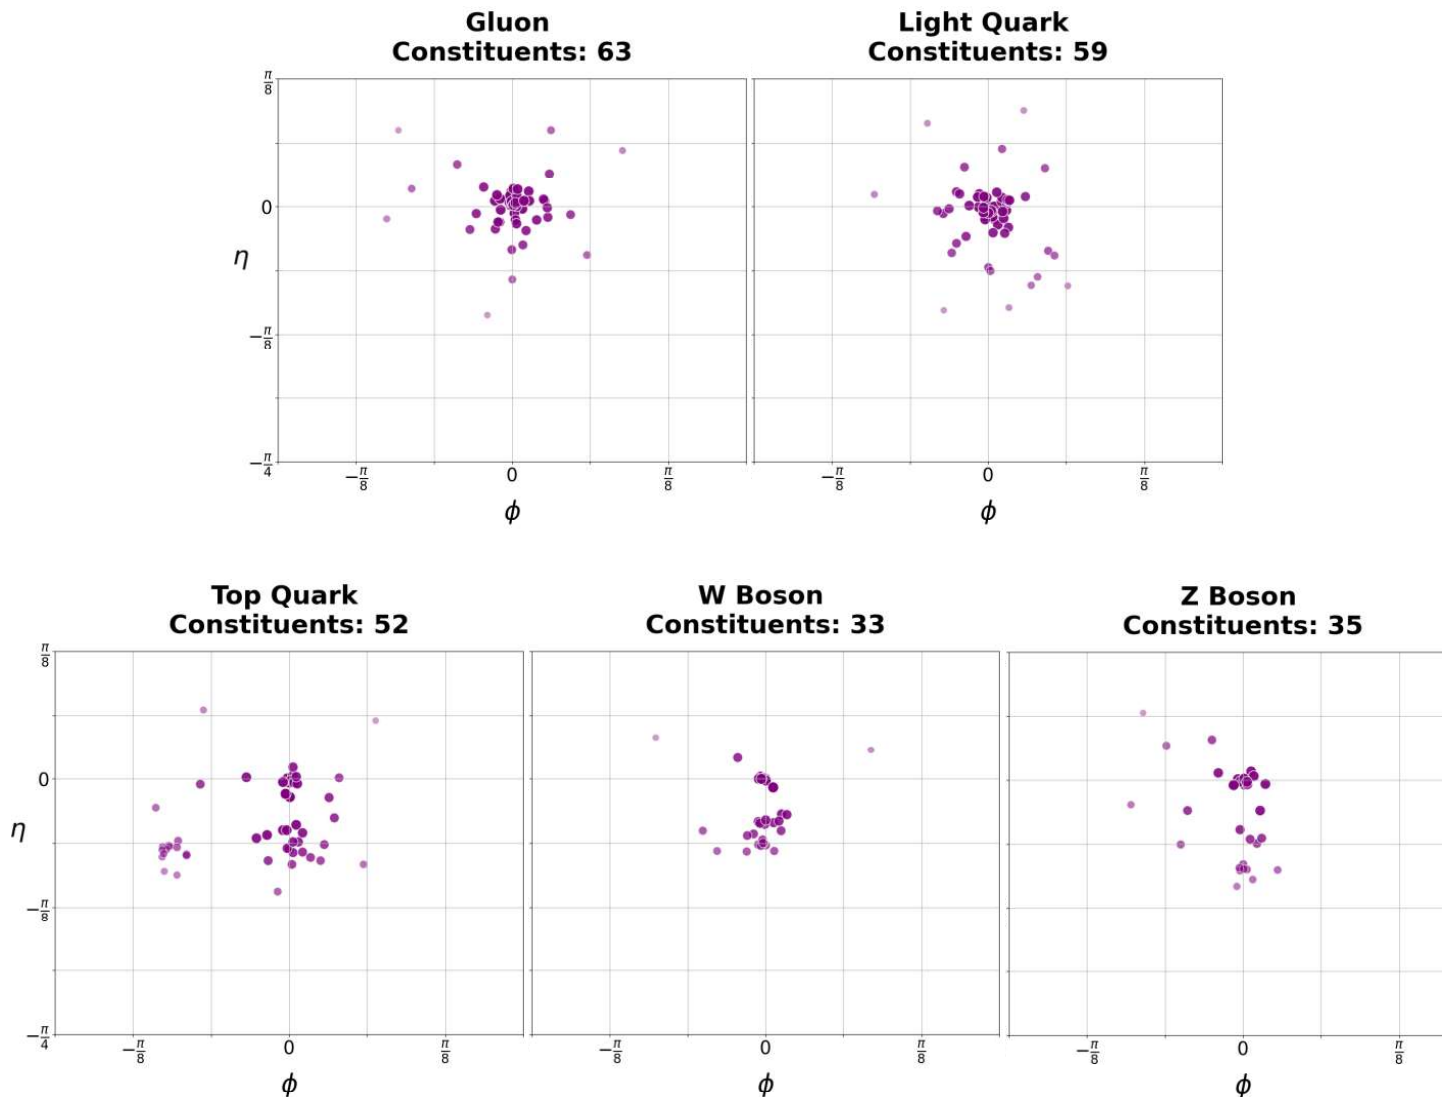 Gluon
Constituents: 63
Light Quark
Constituents: 59
π/8
0
η
-π/8
-π/4
-π/8
0
π/8
-π/8
0
π/8
ϕ
ϕ
Top Quark
Constituents: 52
W Boson
Constituents: 33
Z Boson
Constituents: 35
π/8
0
η
-π/8
-π/4
-π/8
0
π/8
-π/8
0
π/8
-π/8
0
π/8
ϕ
ϕ
ϕ